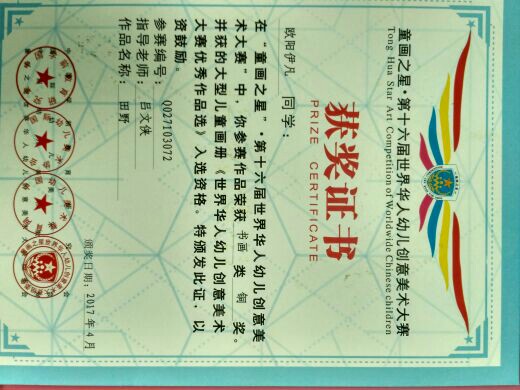 童画之星·第十六届世界华人幼儿创意美术大赛
Tong Hua Star Art Competition of Worldwide Chinese children
获奖证书
PRIZE CERTIFICATE
欧阳伊凡 同学:
在“童画之星”·第十六届世界华人幼儿创意美
术大赛”中,你参赛作品荣获 书画 类 铜 奖。
并获的大型儿童画册《世界华人幼儿创意美术
大赛优秀作品选》入选资格。特颁发此证,以
资鼓励。
参赛编号: Q027103072
指导老师: 吕文侠
作品名称: 田野
颁奖日期:2017年4月